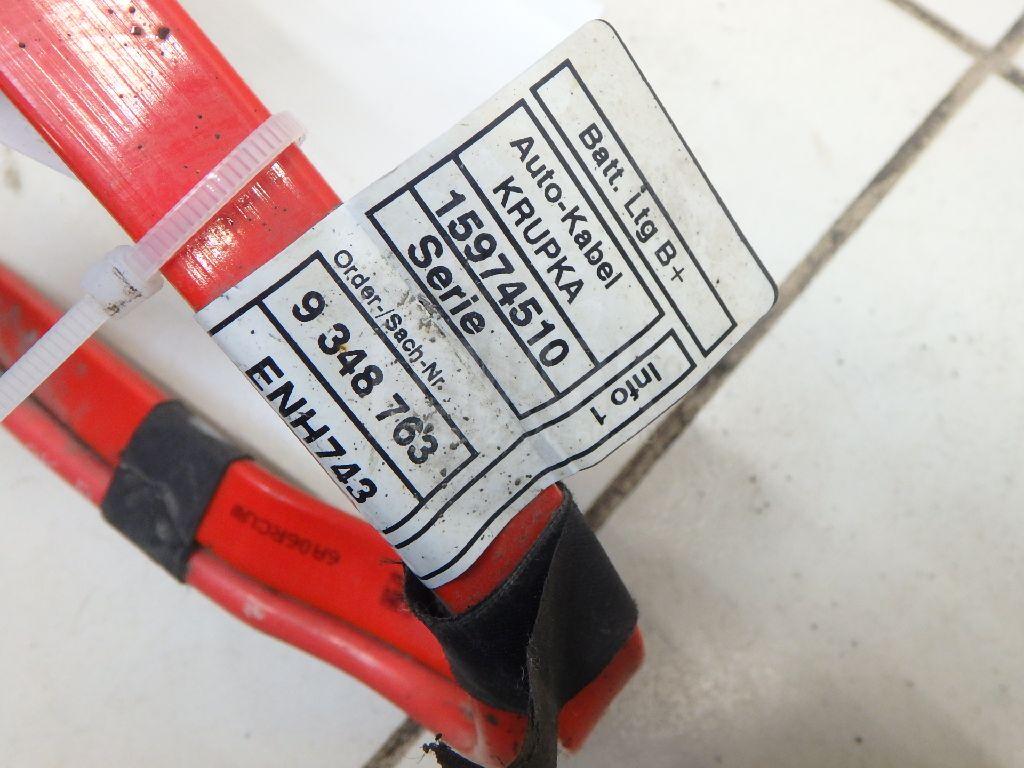 Batt. Ltg B+
Auto-Kabel
KRUPKA
15974510
Serie
Info 1
Order-/Sach-Nr.
9 348 763
ENH743